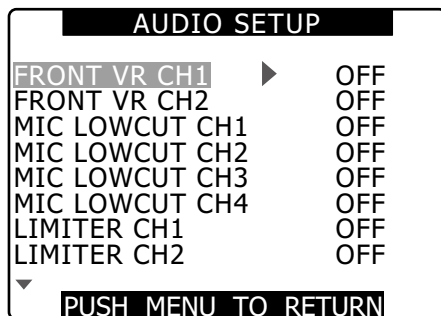 AUDIO SETUP
FRONT VR CH1 OFF
FRONT VR CH2 OFF
MIC LOWCUT CH1 OFF
MIC LOWCUT CH2 OFF
MIC LOWCUT CH3 OFF
MIC LOWCUT CH4 OFF
LIMITER CH1 OFF
LIMITER CH2 OFF
PUSH MENU TO RETURN